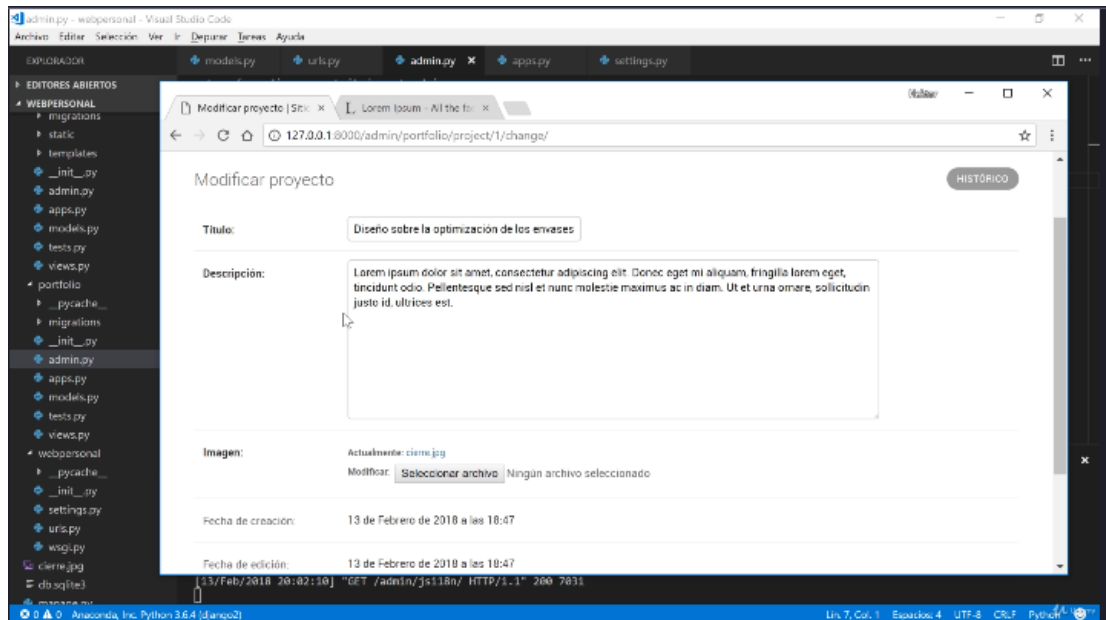 admin.py - webpersonal - Visual Studio Code
Archivo Editar Selección Ver Ir Depurar Tareas Ayuda
EXPLORADOR
models.py urls.py admin.py apps.py settings.py
EDITORES ABIERTOS
WEBPERSONAL
migrations
static
templates
__init__.py
admin.py
apps.py
models.py
tests.py
views.py
portfolio
__pycache__
migrations
__init__.py
admin.py
apps.py
models.py
tests.py
views.py
webpersonal
__pycache__
__init__.py
settings.py
urls.py
wsgi.py
cierre.jpg
db.sqlite3
manage.py
Modificar proyecto | Sitio
Lorem Ipsum - All the fac
127.0.0.1:8000/admin/portfolio/project/1/change/
Modificar proyecto
HISTÓRICO
Título:
Diseño sobre la optimización de los envases
Descripción:
Lorem ipsum dolor sit amet, consectetur adipiscing elit. Donec eget mi aliquam, fringilla lorem eget,
tincidunt odio. Pellentesque sed nisl et nunc molestie maximus ac in diam. Ut et urna ornare, sollicitudin
justo id, ultrices est.
Imagen:
Actualmente: cierre.jpg
Modificar: Seleccionar archivo Ningún archivo seleccionado
Fecha de creación:
13 de Febrero de 2018 a las 18:47
Fecha de edición:
13 de Febrero de 2018 a las 18:47
[13/Feb/2018 20:02:10] "GET /admin/jsi18n/ HTTP/1.1" 200 7031
0 0 Anaconda, Inc. Python 3.6.4 (django2)
Lín. 7, Col. 1 Espacios: 4 UTF-8 CRLF Python